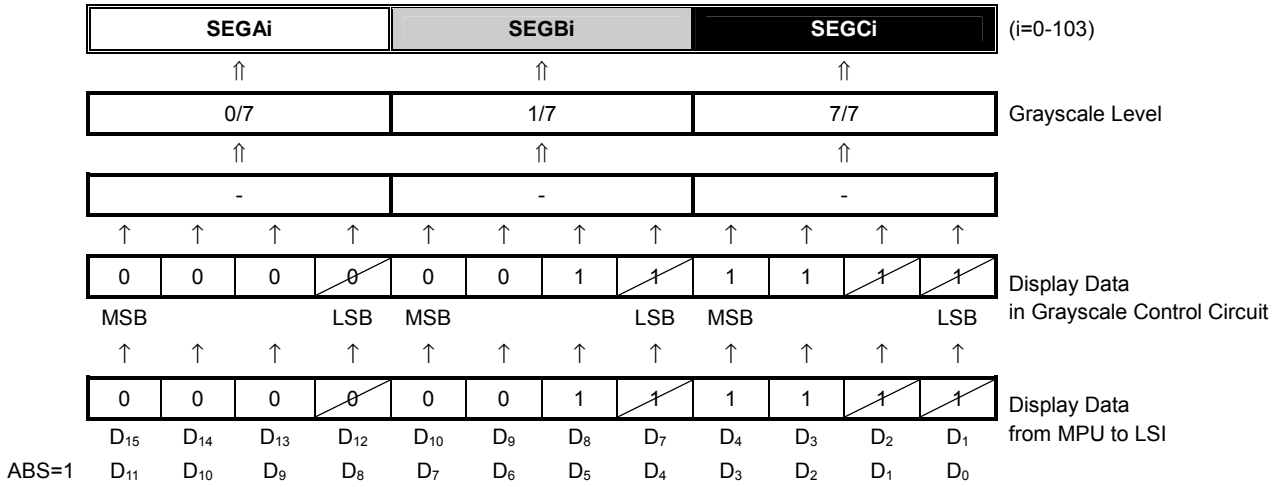 SEGAi SEGBi SEGCi (i=0-103)
⇑ ⇑ ⇑
0/7 1/7 7/7 Grayscale Level
⇑ ⇑ ⇑
- - -
↑ ↑ ↑ ↑ ↑ ↑ ↑ ↑ ↑ ↑ ↑ ↑
0 0 0 0 0 0 1 1 1 1 1 1 Display Data
in Grayscale Control Circuit
MSB LSB MSB LSB MSB LSB
↑ ↑ ↑ ↑ ↑ ↑ ↑ ↑ ↑ ↑ ↑ ↑
0 0 0 0 0 0 1 1 1 1 1 1 Display Data
from MPU to LSI
D₁₅ D₁₄ D₁₃ D₁₂ D₁₀ D₉ D₈ D₇ D₄ D₃ D₂ D₁
ABS=1 D₁₁ D₁₀ D₉ D₈ D₇ D₆ D₅ D₄ D₃ D₂ D₁ D₀